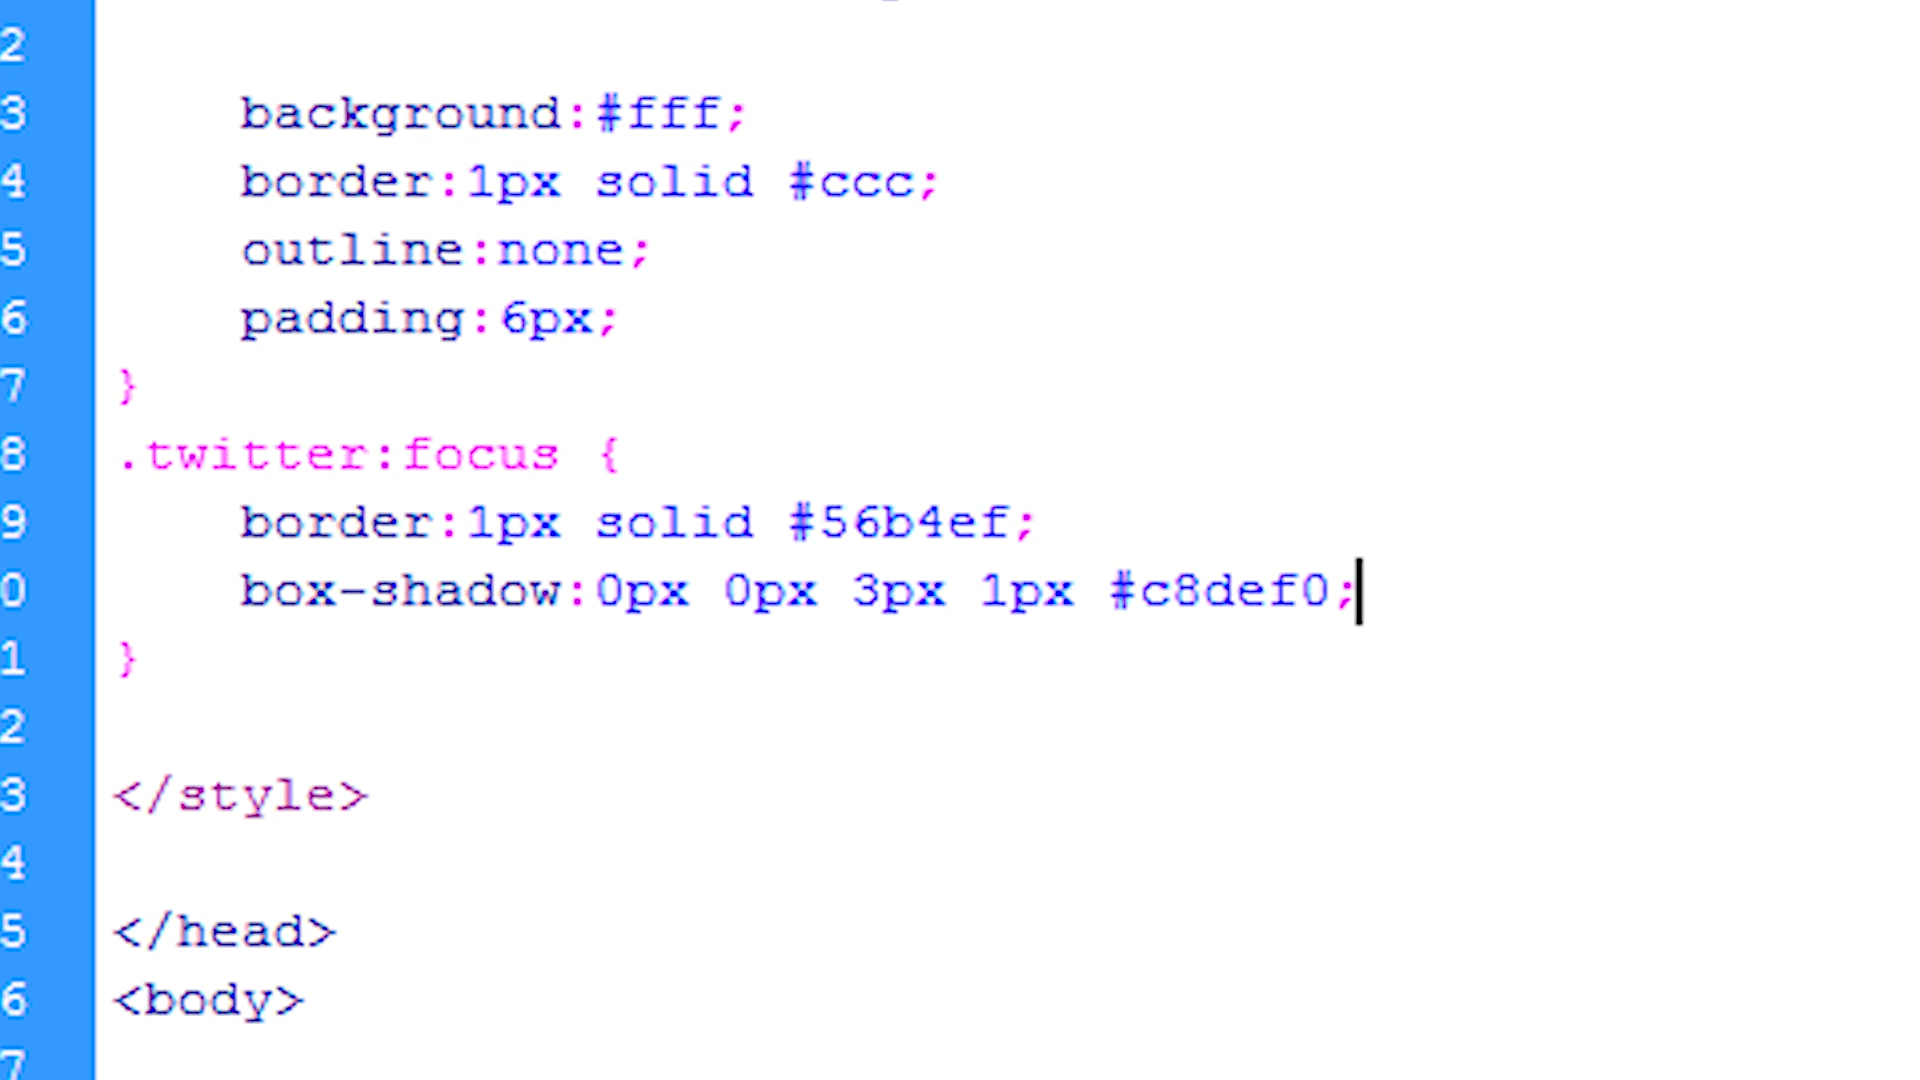 2
3 background:#fff;
4 border:1px solid #ccc;
5 outline:none;
6 padding:6px;
7 }
8 .twitter:focus {
9 border:1px solid #56b4ef;
0 box-shadow:0px 0px 3px 1px #c8def0;
1 }
2
3 </style>
4
5 </head>
6 <body>
7